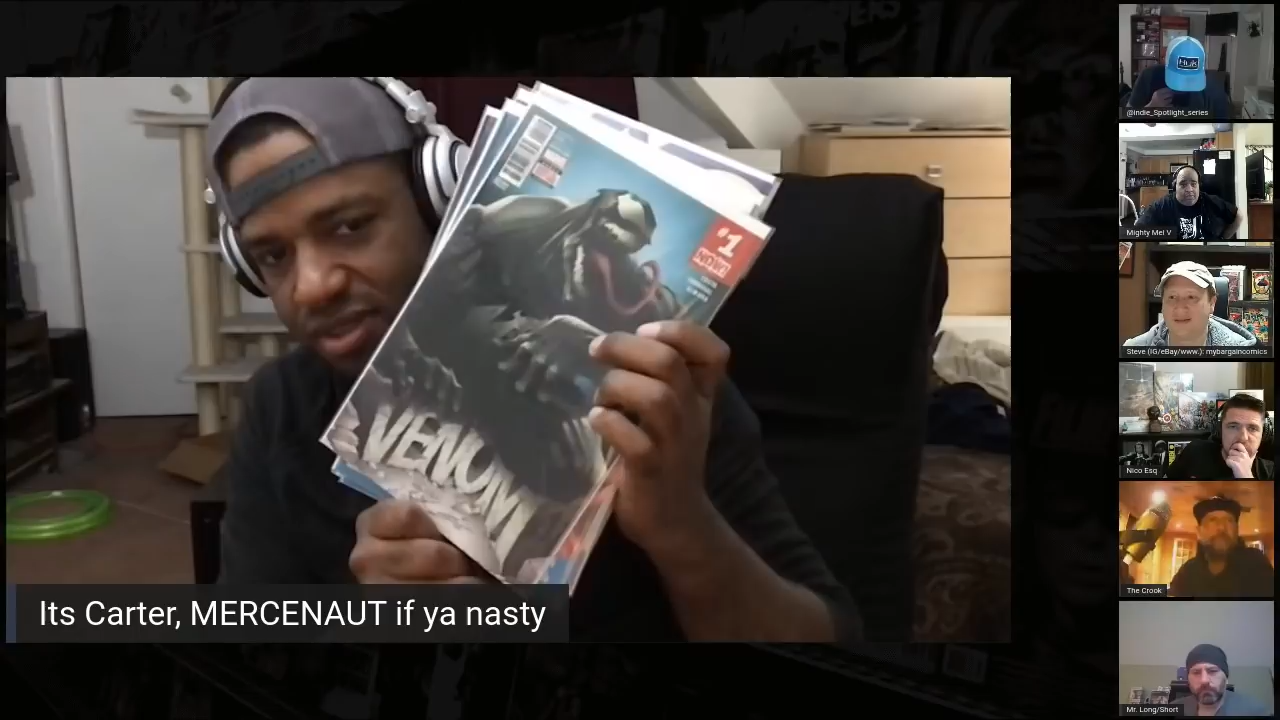 #1
NOW!
VENOM
Its Carter, MERCENAUT if ya nasty
HUK
@indie_Spotlight_series
Mighty Mel V
Steve (IG/eBay/www.): mybargaincomics
Nico Esq
The Crook
Mr. Long/Short